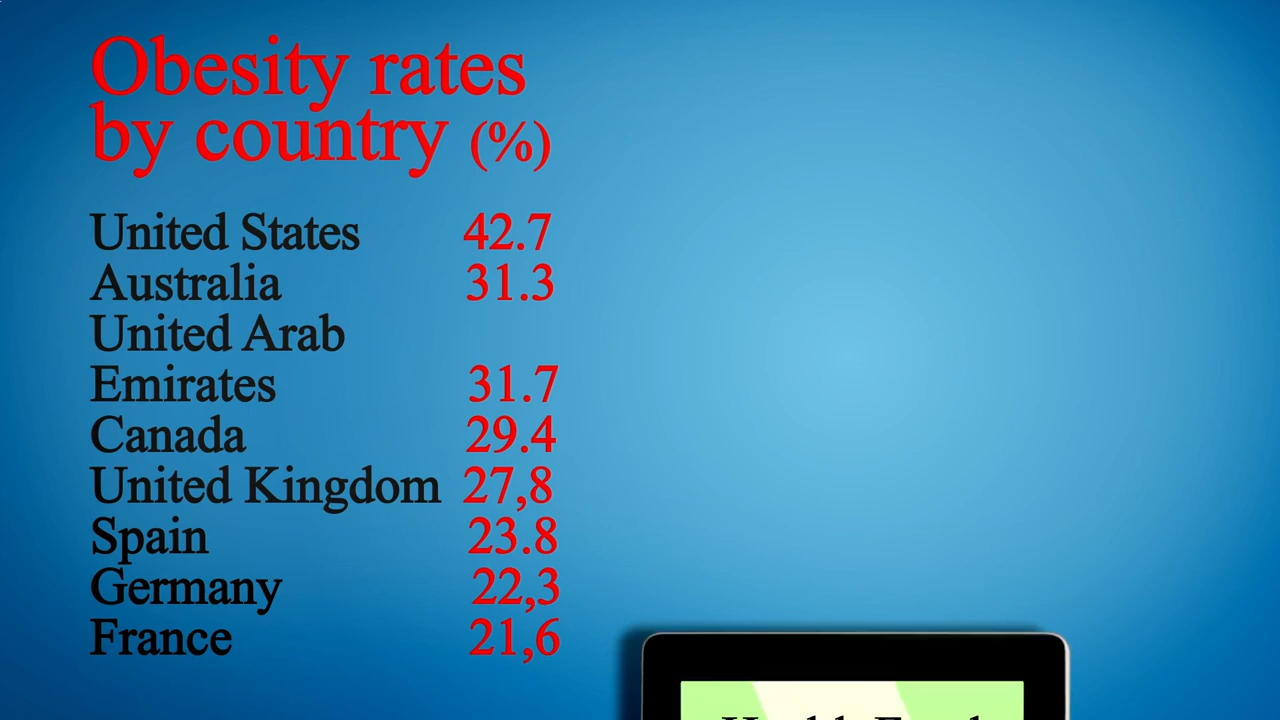 Obesity rates
by country (%)
United States 42.7
Australia 31.3
United Arab
Emirates 31.7
Canada 29.4
United Kingdom 27,8
Spain 23.8
Germany 22,3
France 21,6